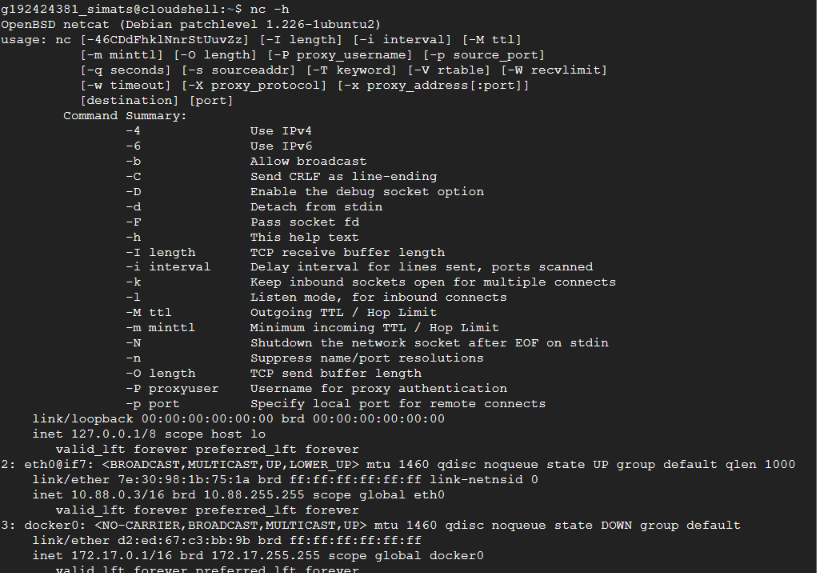 g192424381_simats@cloudshell:~$ nc -h
OpenBSD netcat (Debian patchlevel 1.226-1ubuntu2)
usage: nc [-46CDdFhklNnrStUuvZz] [-I length] [-i interval] [-M ttl]
[-m minttl] [-O length] [-P proxy_username] [-p source_port]
[-q seconds] [-s sourceaddr] [-T keyword] [-V rtable] [-W recvlimit]
[-w timeout] [-X proxy_protocol] [-x proxy_address[:port]]
[destination] [port]
Command Summary:
-4 Use IPv4
-6 Use IPv6
-b Allow broadcast
-C Send CRLF as line-ending
-D Enable the debug socket option
-d Detach from stdin
-F Pass socket fd
-h This help text
-I length TCP receive buffer length
-i interval Delay interval for lines sent, ports scanned
-k Keep inbound sockets open for multiple connects
-l Listen mode, for inbound connects
-M ttl Outgoing TTL / Hop Limit
-m minttl Minimum incoming TTL / Hop Limit
-N Shutdown the network socket after EOF on stdin
-n Suppress name/port resolutions
-O length TCP send buffer length
-P proxyuser Username for proxy authentication
-p port Specify local port for remote connects
link/loopback 00:00:00:00:00:00 brd 00:00:00:00:00:00
inet 127.0.0.1/8 scope host lo
valid_lft forever preferred_lft forever
2: eth0@if7: <BROADCAST,MULTICAST,UP,LOWER_UP> mtu 1460 qdisc noqueue state UP group default qlen 1000
link/ether 7e:30:98:1b:75:1a brd ff:ff:ff:ff:ff:ff link-netnsid 0
inet 10.88.0.3/16 brd 10.88.255.255 scope global eth0
valid_lft forever preferred_lft forever
3: docker0: <NO-CARRIER,BROADCAST,MULTICAST,UP> mtu 1460 qdisc noqueue state DOWN group default
link/ether d2:ed:67:c3:bb:9b brd ff:ff:ff:ff:ff:ff
inet 172.17.0.1/16 brd 172.17.255.255 scope global docker0
valid_lft forever preferred_lft forever